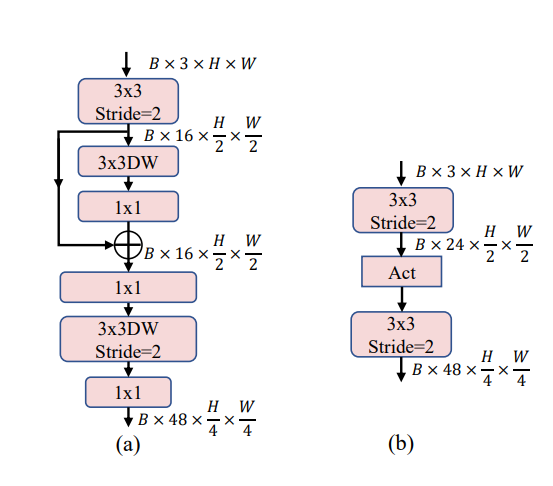 B × 3 × H × W
3x3
Stride=2
B × 16 × H/2 × W/2
3x3DW
1x1
B × 16 × H/2 × W/2
1x1
3x3DW
Stride=2
1x1
B × 48 × H/4 × W/4
(a)
B × 3 × H × W
3x3
Stride=2
B × 24 × H/2 × W/2
Act
3x3
Stride=2
B × 48 × H/4 × W/4
(b)